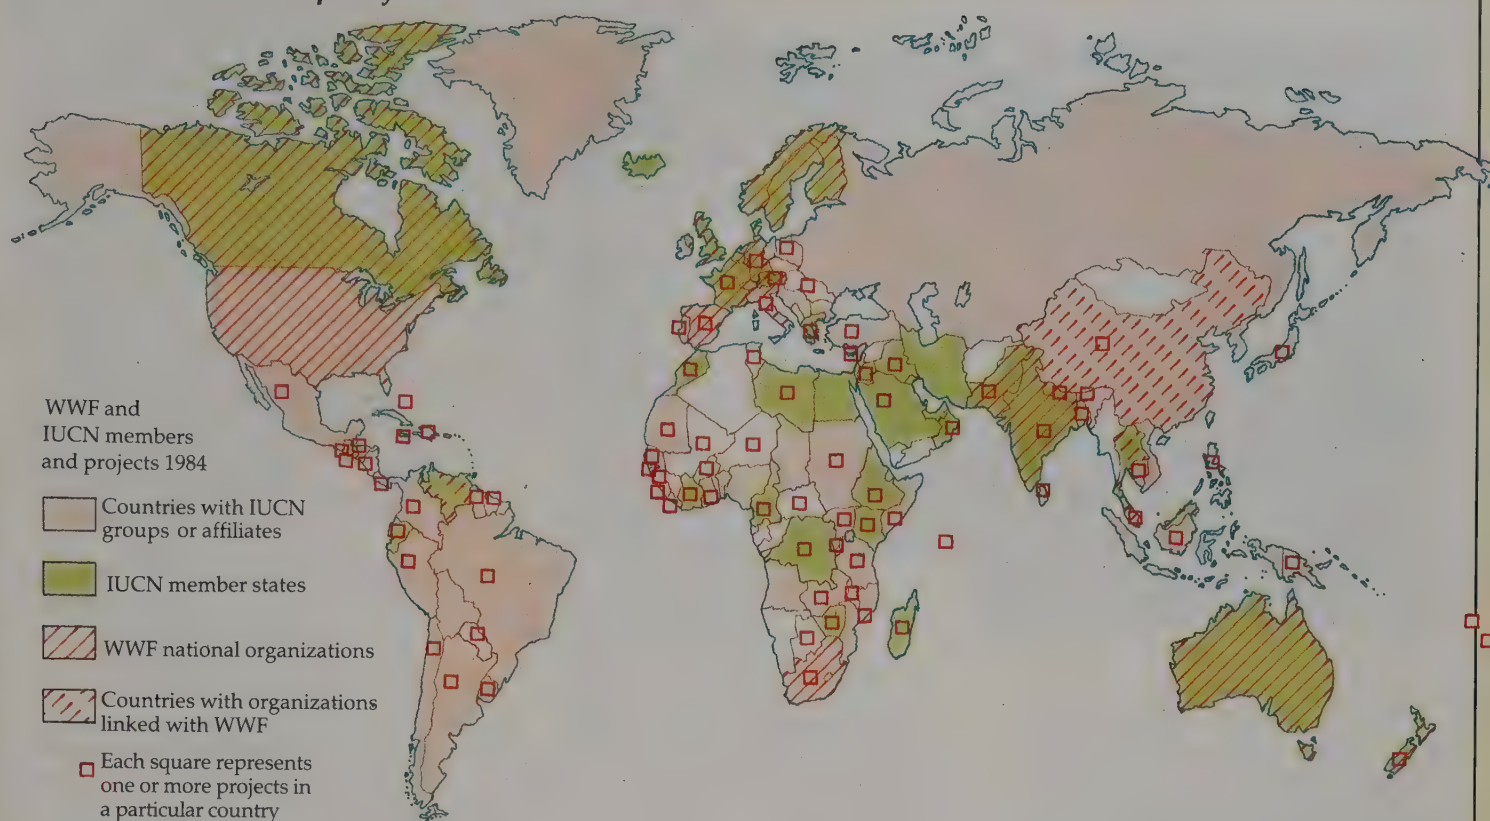 WWF and
IUCN members
and projects 1984
Countries with IUCN
groups or affiliates
IUCN member states
WWF national organizations
Countries with organizations
linked with WWF
Each square represents
one or more projects in
a particular country